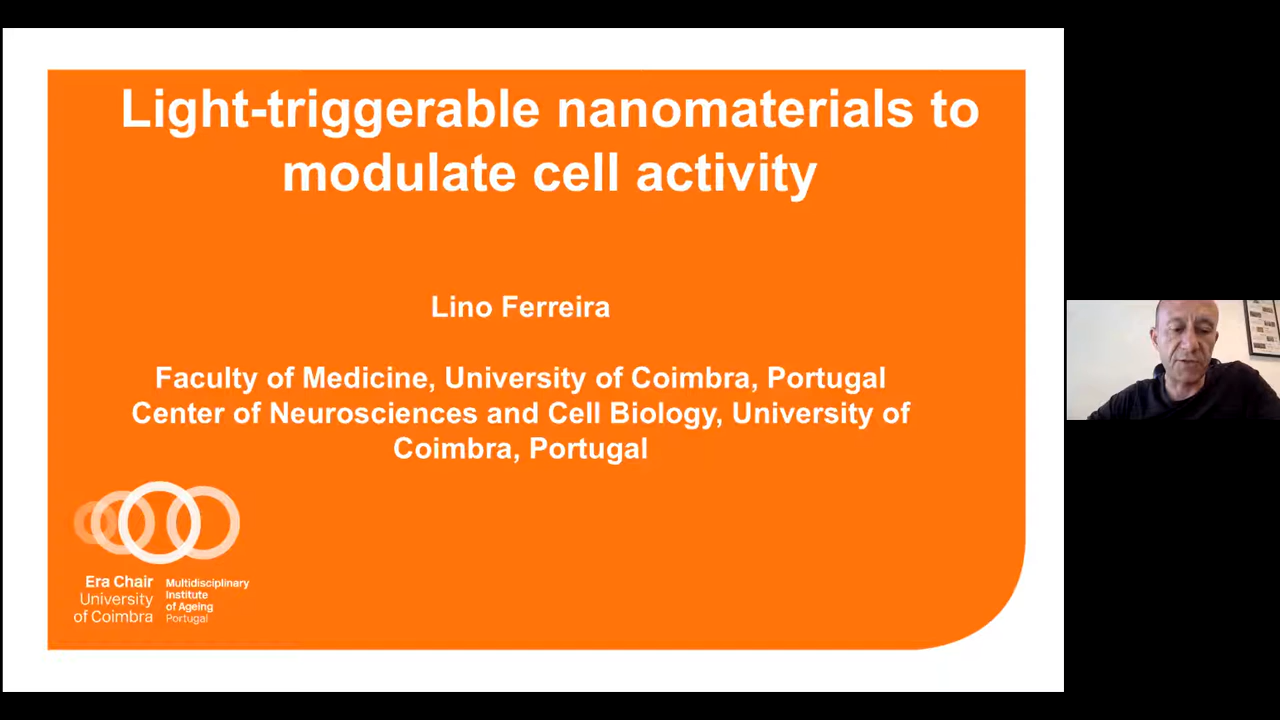 Light-triggerable nanomaterials to
modulate cell activity
Lino Ferreira
Faculty of Medicine, University of Coimbra, Portugal
Center of Neurosciences and Cell Biology, University of
Coimbra, Portugal
Era Chair
University
of Coimbra
Multidisciplinary
Institute
of Ageing
Portugal